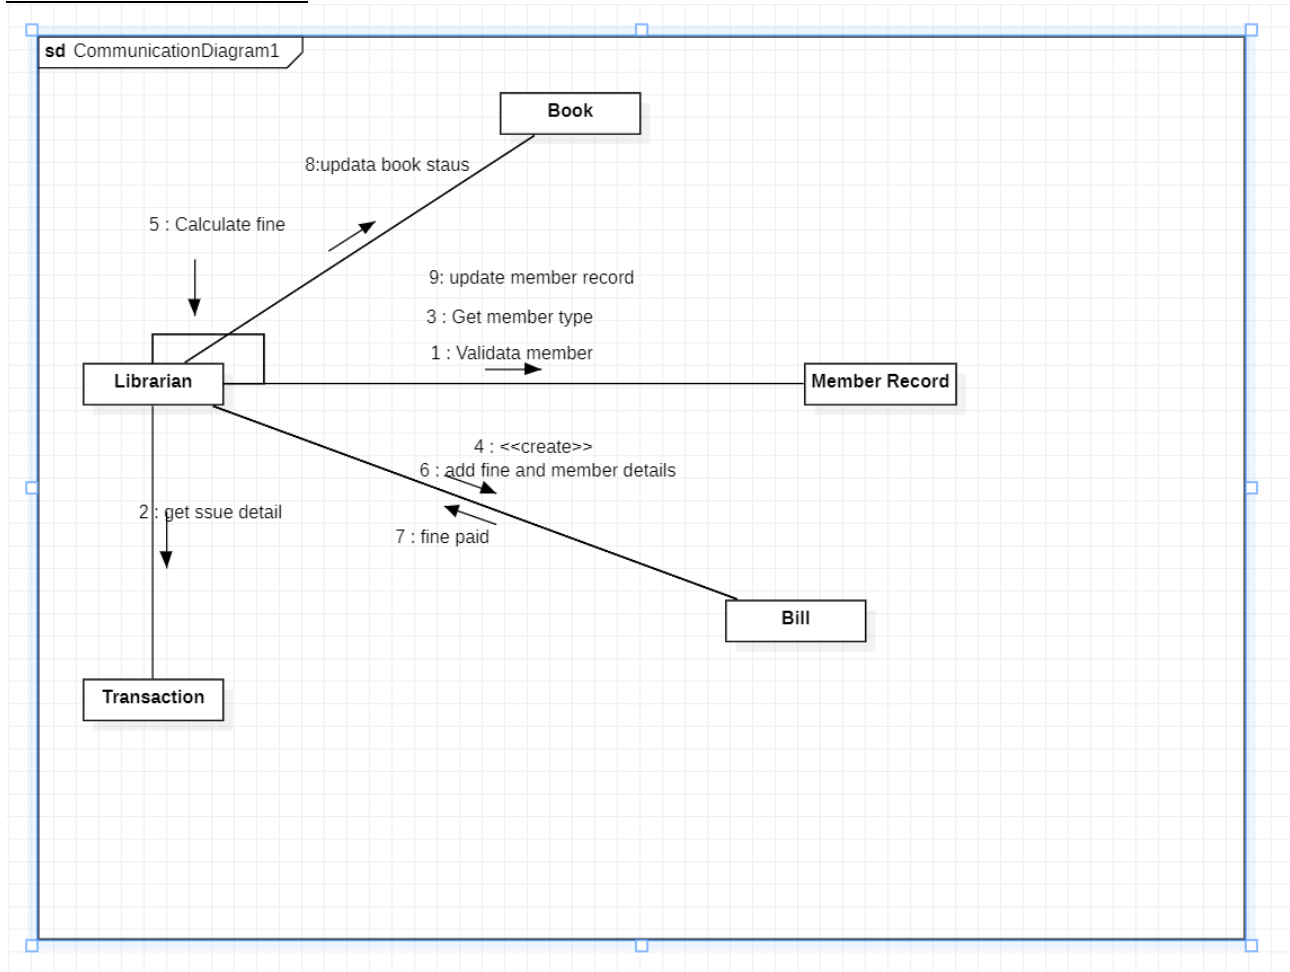 sd CommunicationDiagram1
Book
8:updata book staus
5 : Calculate fine
9: update member record
3 : Get member type
1 : Validata member
Librarian
Member Record
4 : <<create>>
6 : add fine and member details
2 : get ssue detail
7 : fine paid
Bill
Transaction